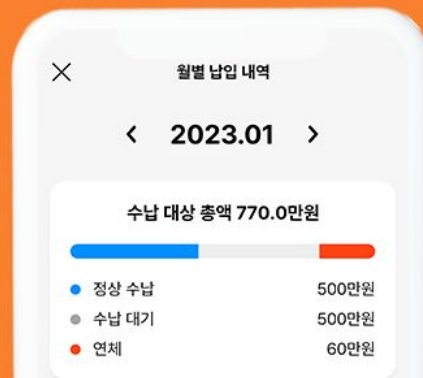 월별 납입 내역
2023.01
수납 대상 총액 770.0만원
정상 수납 500만원
수납 대기 500만원
연체 60만원